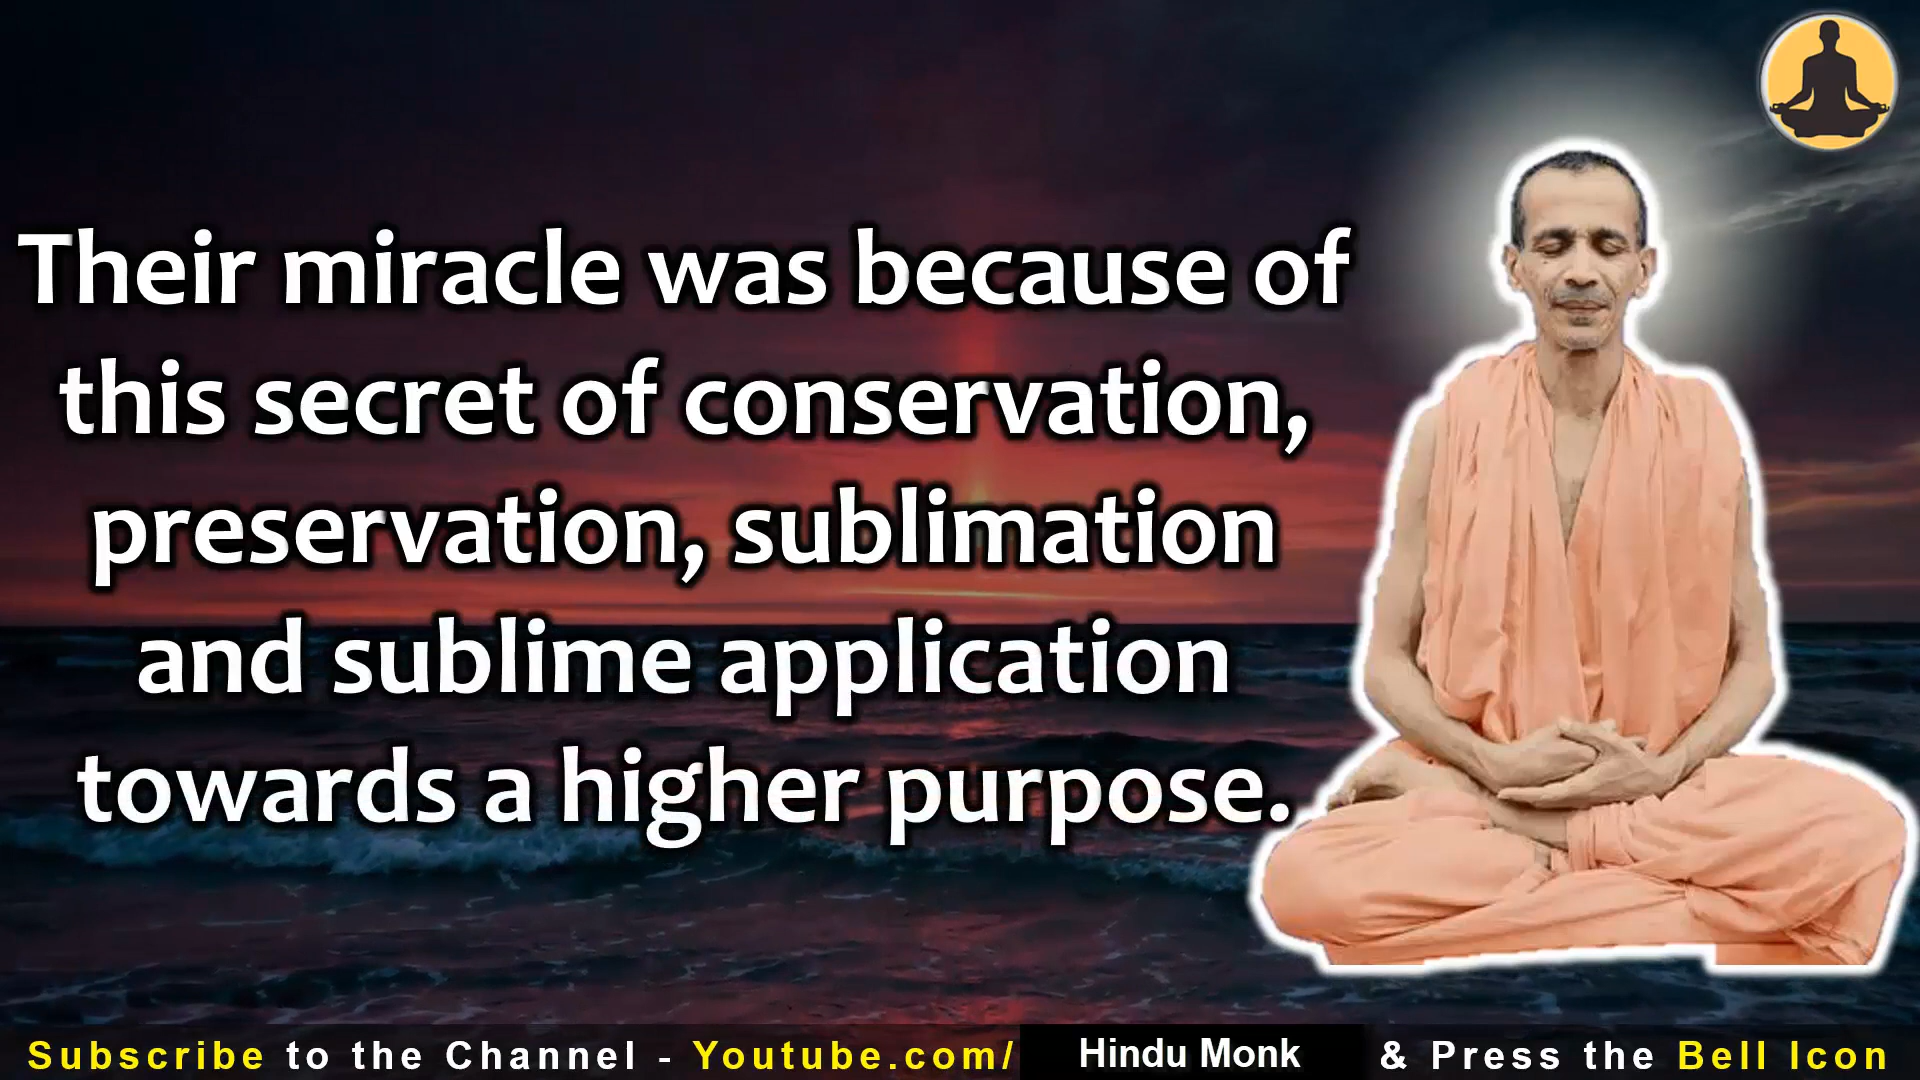 Their miracle was because of
this secret of conservation,
preservation, sublimation
and sublime application
towards a higher purpose.
Subscribe to the Channel - Youtube.com/ Hindu Monk & Press the Bell Icon